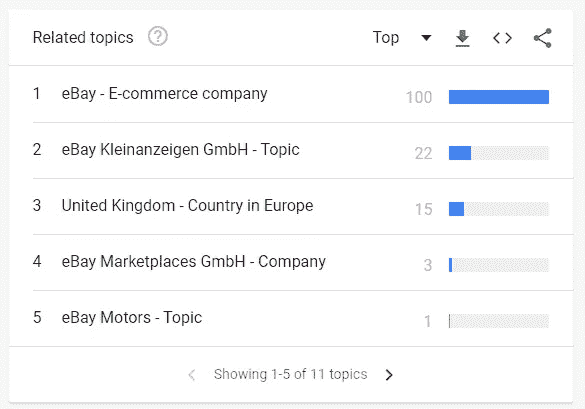 Related topics ? Top
1 eBay - E-commerce company 100
2 eBay Kleinanzeigen GmbH - Topic 22
3 United Kingdom - Country in Europe 15
4 eBay Marketplaces GmbH - Company 3
5 eBay Motors - Topic 1
Showing 1-5 of 11 topics